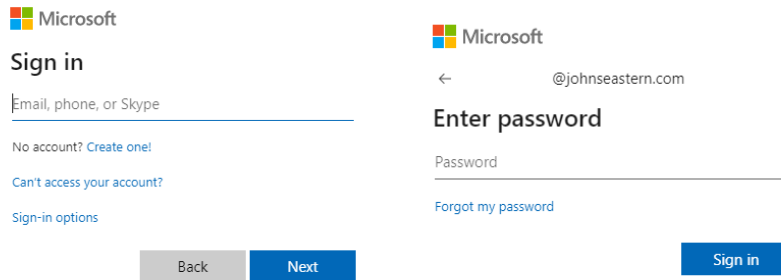 Microsoft
Sign in
Email, phone, or Skype
No account? Create one!
Can't access your account?
Sign-in options
Back
Next
Microsoft
← @johnseastern.com
Enter password
Password
Forgot my password
Sign in